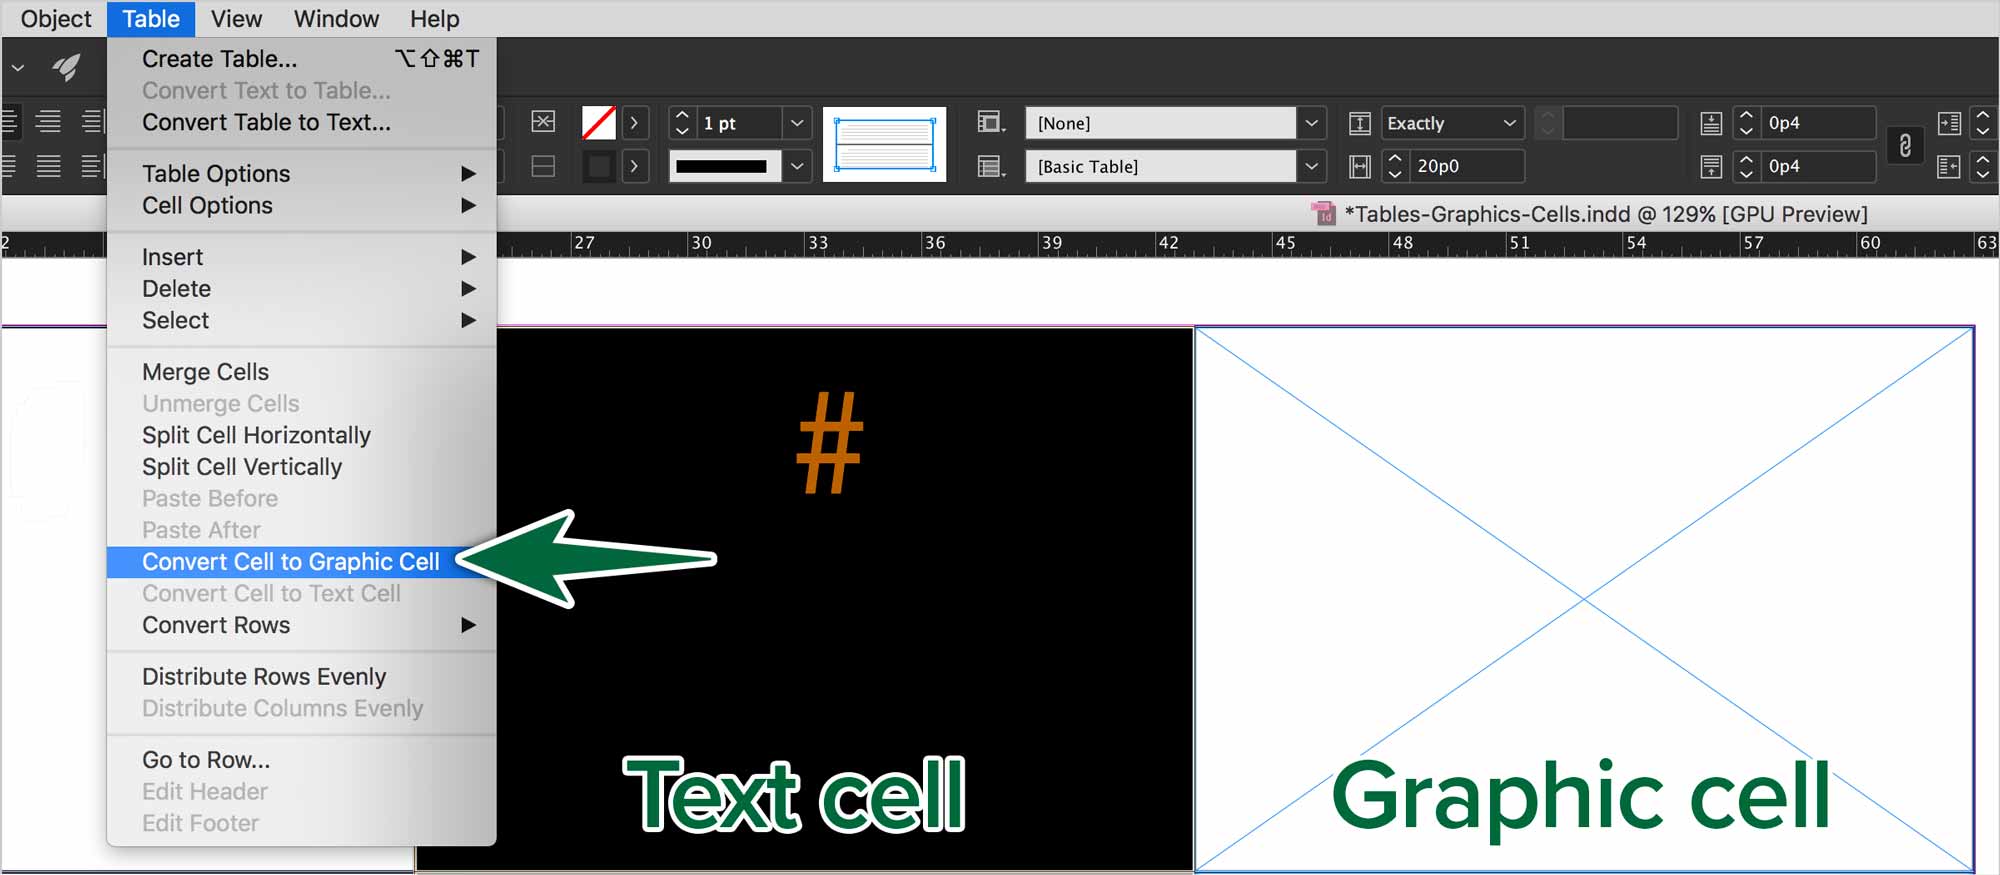 Object Table View Window Help
Create Table... ⌥⇧⌘T
Convert Text to Table...
Convert Table to Text...
Table Options
Cell Options
Insert
Delete
Select
Merge Cells
Unmerge Cells
Split Cell Horizontally
Split Cell Vertically
Paste Before
Paste After
Convert Cell to Graphic Cell
Convert Cell to Text Cell
Convert Rows
Distribute Rows Evenly
Distribute Columns Evenly
Go to Row...
Edit Header
Edit Footer
1 pt [None] Exactly 0p4
[Basic Table] 20p0 0p4
Id *Tables-Graphics-Cells.indd @ 129% [GPU Preview]
2 27 30 33 36 39 42 45 48 51 54 57 60 63
#
Text cell Graphic cell